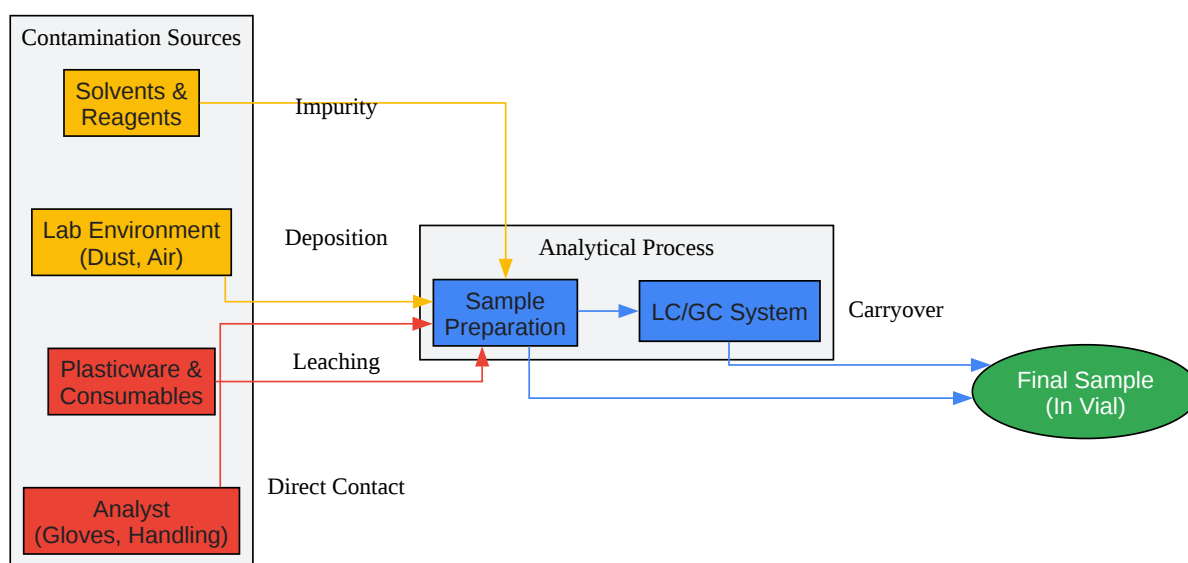 Contamination Sources
Solvents &
Reagents
Impurity
Lab Environment
(Dust, Air)
Deposition
Analytical Process
Sample
Preparation
LC/GC System
Carryover
Plasticware &
Consumables
Leaching
Final Sample
(In Vial)
Analyst
(Gloves, Handling)
Direct Contact